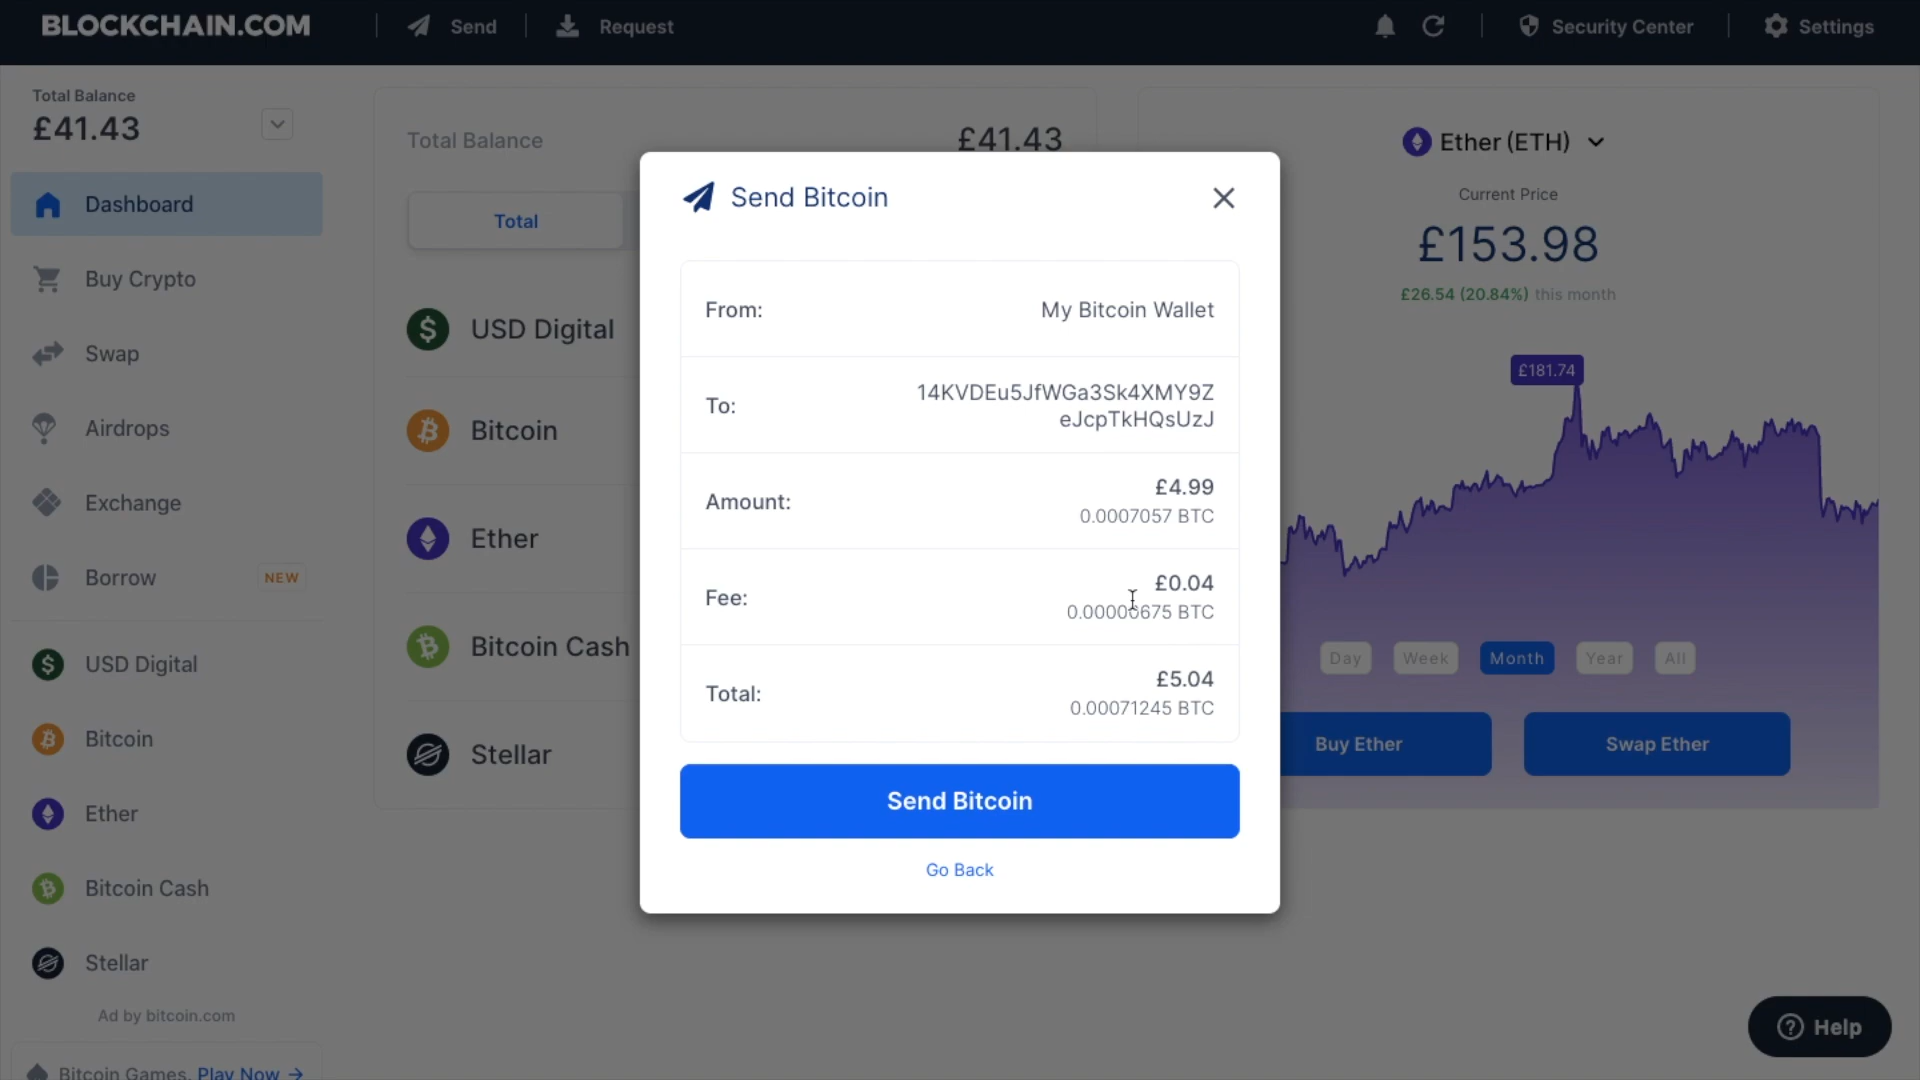 BLOCKCHAIN.COM
Send
Request
Security Center
Settings
Total Balance
£41.43
Dashboard
Buy Crypto
Swap
Airdrops
Exchange
Borrow NEW
USD Digital
Bitcoin
Ether
Bitcoin Cash
Stellar
Ad by bitcoin.com
Bitcoin Games. Play Now →
Total Balance £41.43
Total
USD Digital
Bitcoin
Ether
Bitcoin Cash
Stellar
Send Bitcoin
From: My Bitcoin Wallet
To: 14KVDEu5JfWGa3Sk4XMY9Z
eJcpTkHQsUzJ
Amount: £4.99
0.0007057 BTC
Fee: £0.04
0.00000675 BTC
Total: £5.04
0.00071245 BTC
Send Bitcoin
Go Back
Ether (ETH)
Current Price
£153.98
£26.54 (20.84%) this month
£181.74
Day Week Month Year All
Buy Ether
Swap Ether
Help